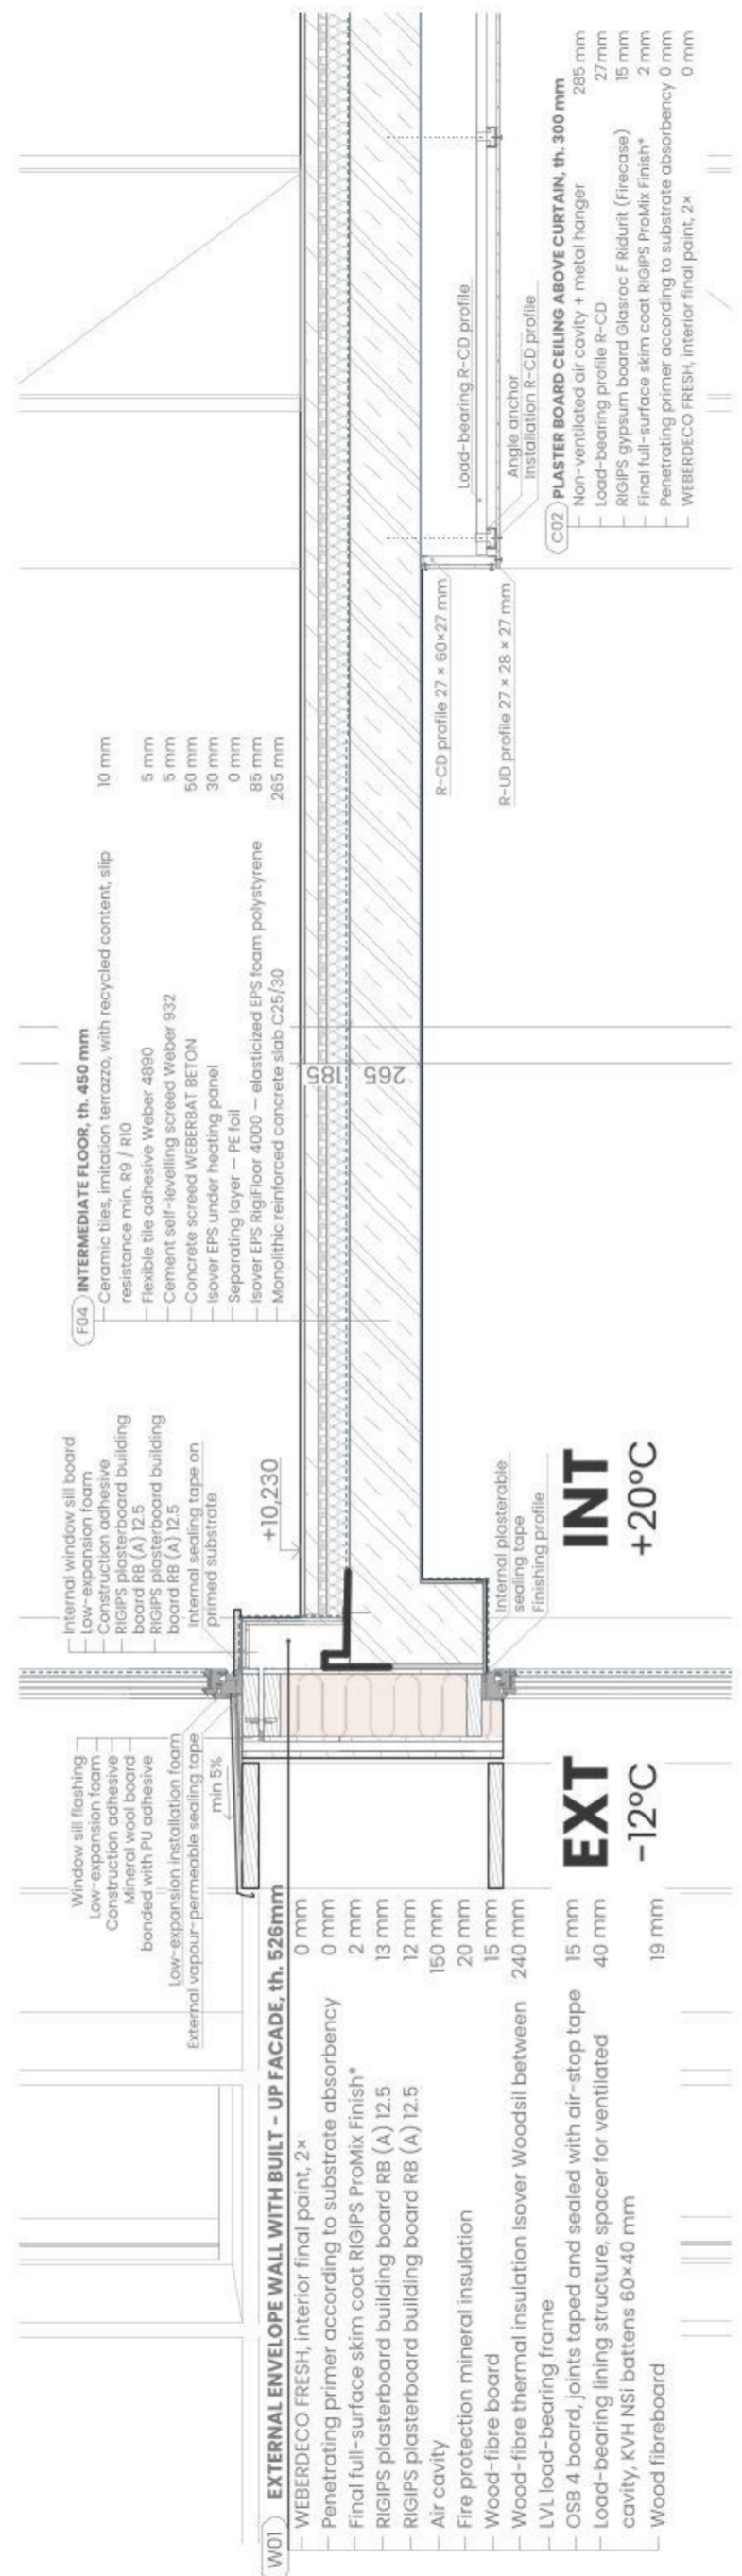 W01 EXTERNAL ENVELOPE WALL WITH BUILT - UP FACADE, th. 526mm
WEBERDECO FRESH, interior final paint, 2× 0 mm
Penetrating primer according to substrate absorbency 0 mm
Final full-surface skim coat RIGIPS ProMix Finish* 2 mm
RIGIPS plasterboard building board RB (A) 12.5 13 mm
RIGIPS plasterboard building board RB (A) 12.5 12 mm
Air cavity 150 mm
Fire protection mineral insulation 20 mm
Wood-fibre board 15 mm
Wood-fibre thermal insulation Isover Woodsil between 240 mm
LVL load-bearing frame
OSB 4 board, joints taped and sealed with air-stop tape 15 mm
Load-bearing lining structure, spacer for ventilated 40 mm
cavity, KVH NSi battens 60×40 mm
Wood fibreboard 19 mm
Window sill flashing
Low-expansion foam
Construction adhesive
Mineral wool board
bonded with PU adhesive
Low-expansion installation foam
External vapour-permeable sealing tape
min 5%
EXT
-12°C
Internal window sill board
Low-expansion foam
Construction adhesive
RIGIPS plasterboard building
board RB (A) 12.5
RIGIPS plasterboard building
board RB (A) 12.5
Internal sealing tape on
primed substrate
+10,230
Internal plasterable
sealing tape
Finishing profile
INT
+20°C
F04 INTERMEDIATE FLOOR, th. 450 mm
Ceramic tiles, imitation terrazzo, with recycled content, slip 10 mm
resistance min. R9 / R10
Flexible tile adhesive Weber 4890 5 mm
Cement self-levelling screed Weber 932 5 mm
Concrete screed WEBERBAT BETON 50 mm
Isover EPS under heating panel 30 mm
Separating layer — PE foil 0 mm
Isover EPS RigiFloor 4000 — elasticized EPS foam polystyrene 85 mm
Monolithic reinforced concrete slab C25/30 265 mm
185
265
R-CD profile 27 × 60×27 mm
R-UD profile 27 × 28 × 27 mm
Load-bearing R-CD profile
Angle anchor
Installation R-CD profile
C02 PLASTER BOARD CEILING ABOVE CURTAIN, th. 300 mm
Non-ventilated air cavity + metal hanger 285 mm
Load-bearing profile R-CD 27mm
RIGIPS gypsum board Glasroc F Ridurit (Firecase) 15 mm
Final full-surface skim coat RIGIPS ProMix Finish* 2 mm
Penetrating primer according to substrate absorbency 0 mm
WEBERDECO FRESH, interior final paint, 2× 0 mm